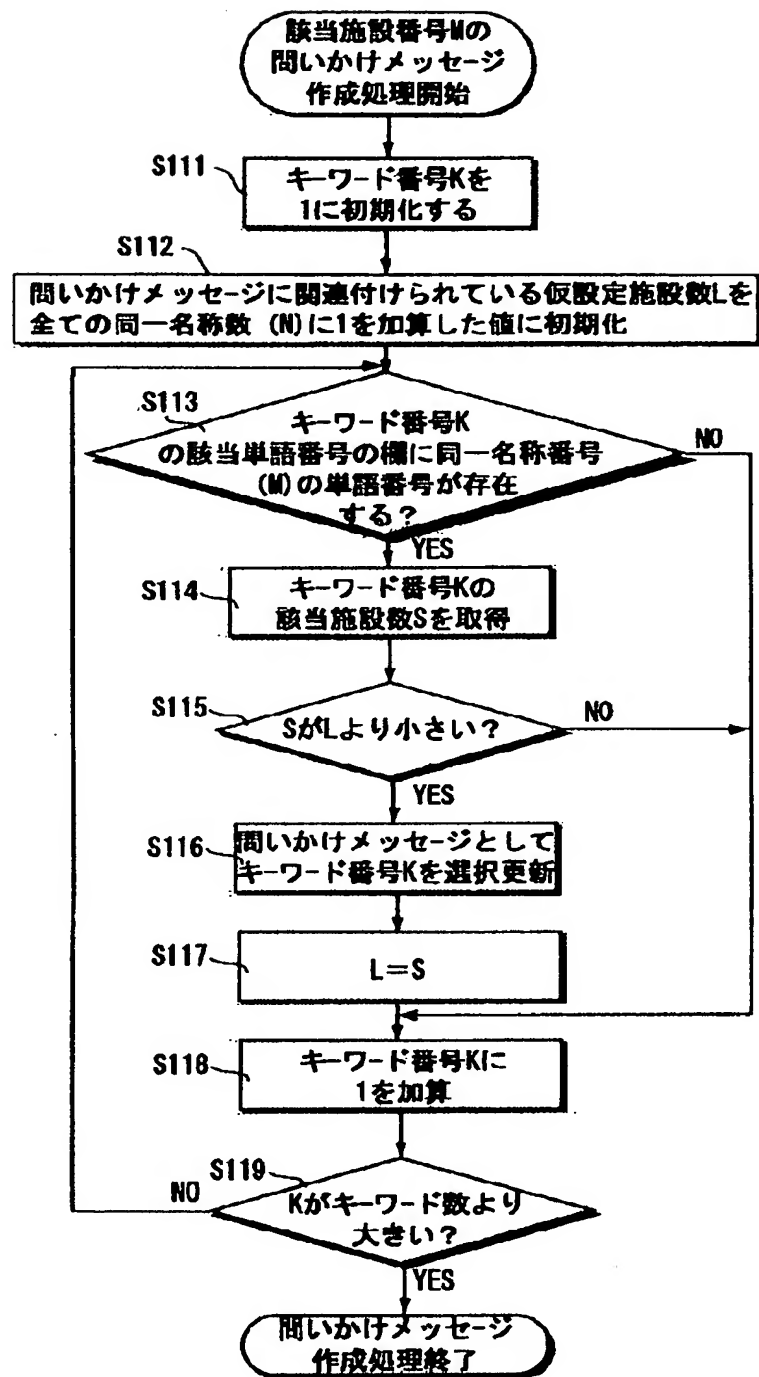 該当施設番号Mの
問いかけメッセージ
作成処理開始
S111
キーワード番号Kを
1に初期化する
S112
問いかけメッセージに関連付けられている仮設定施設数Lを
全ての同一名称数 (N)に1を加算した値に初期化
S113
キーワード番号K
の該当単語番号の欄に同一名称番号
(M)の単語番号が存在
する？
NO
YES
S114
キーワード番号Kの
該当施設数Sを取得
S115
SがLより小さい？
NO
YES
S116
問いかけメッセージとして
キーワード番号Kを選択更新
S117
L＝S
S118
キーワード番号Kに
1を加算
S119
NO
Kがキーワード数より
大きい？
YES
問いかけメッセージ
作成処理終了